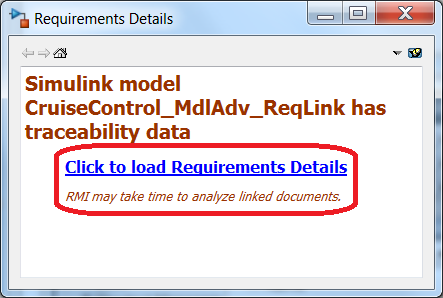 Requirements Details
Simulink model
CruiseControl_MdlAdv_ReqLink has
traceability data
Click to load Requirements Details
RMI may take time to analyze linked documents.